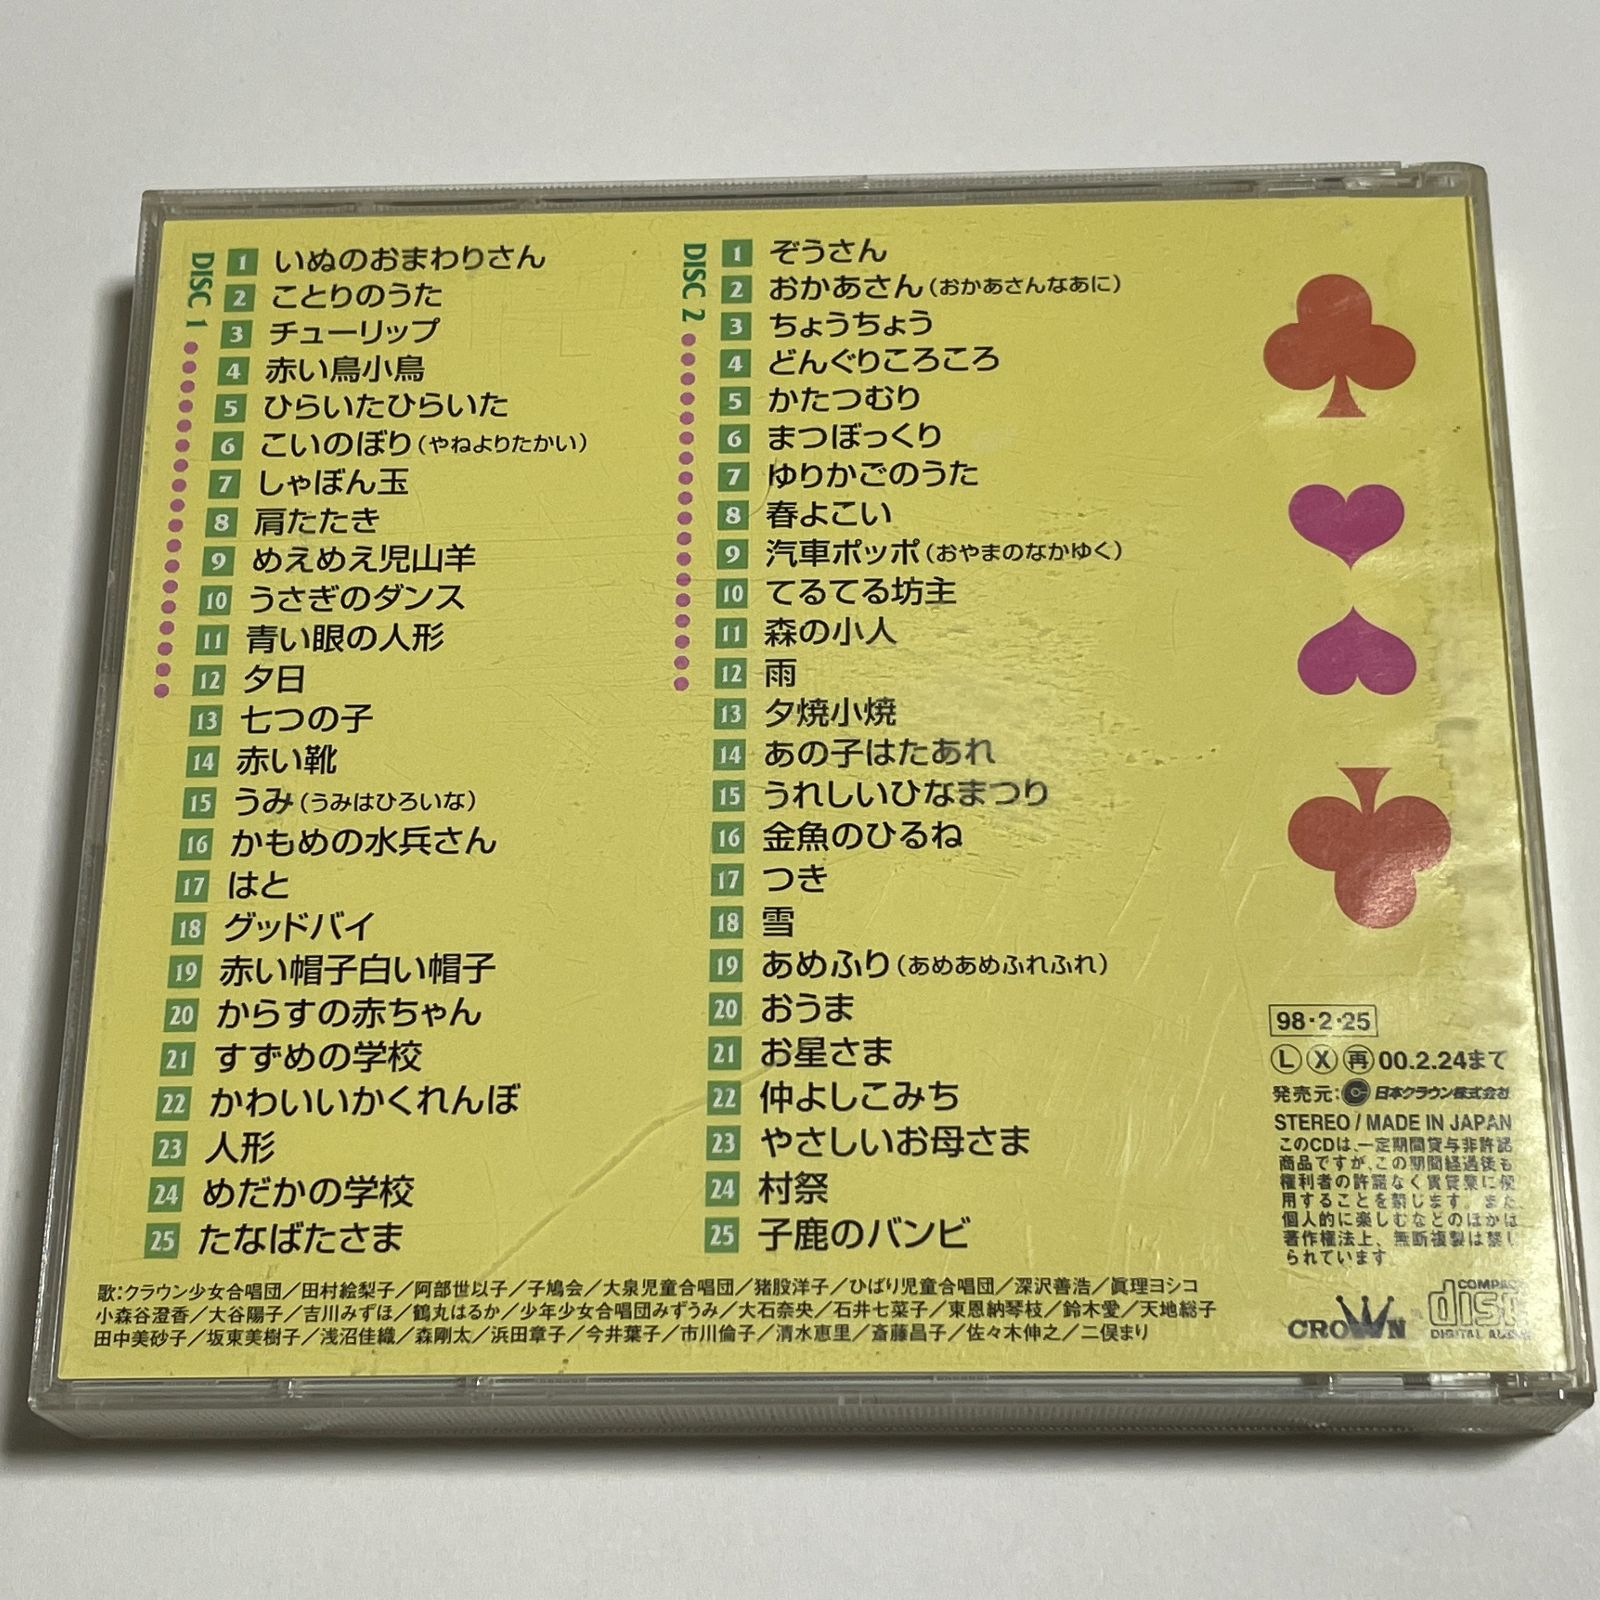 DISC 1
1 いぬのおまわりさん
2 ことりのうた
3 チューリップ
4 赤い鳥小鳥
5 ひらいたひらいた
6 こいのぼり(やねよりたかい)
7 しゃぼん玉
8 肩たたき
9 めえめえ児山羊
10 うさぎのダンス
11 青い眼の人形
12 夕日
13 七つの子
14 赤い靴
15 うみ(うみはひろいな)
16 かもめの水兵さん
17 はと
18 グッドバイ
19 赤い帽子白い帽子
20 からすの赤ちゃん
21 すずめの学校
22 かわいいかくれんぼ
23 人形
24 めだかの学校
25 たなばたさま
DISC 2
1 ぞうさん
2 おかあさん(おかあさんなあに)
3 ちょうちょう
4 どんぐりころころ
5 かたつむり
6 まつぼっくり
7 ゆりかごのうた
8 春よこい
9 汽車ポッポ(おやまのなかゆく)
10 てるてる坊主
11 森の小人
12 雨
13 夕焼小焼
14 あの子はたあれ
15 うれしいひなまつり
16 金魚のひるね
17 つき
18 雪
19 あめふり(あめあめふれふれ)
20 おうま
21 お星さま
22 仲よしこみち
23 やさしいお母さま
24 村祭
25 子鹿のバンビ
歌:クラウン少女合唱団/田村絵梨子/阿部世以子/子鳩会/大泉児童合唱団/猪股洋子/ひばり児童合唱団/深沢善浩/眞理ヨシコ
小森谷澄香/大谷陽子/吉川みずほ/鶴丸はるか/少年少女合唱団みずうみ/大石奈央/石井七菜子/東恩納琴枝/鈴木愛/天地総子
田中美砂子/坂東美樹子/浅沼佳織/森剛太/浜田章子/今井葉子/市川倫子/清水恵里/斎藤昌子/佐々木伸之/二俣まり
98・2・25
Ⓛ Ⓧ 再 00.2.24まで
発売元: 日本クラウン株式会社
STEREO / MADE IN JAPAN
このCDは、一定期間貸与非許諾
商品ですが、この期間経過後も
権利者の許諾なく賃貸業に使
用することを禁じます。また、
個人的に楽しむなどのほかは
著作権法上、無断複製は禁じ
られています。
CROWN
COMPACT
disc
DIGITAL AUDIO